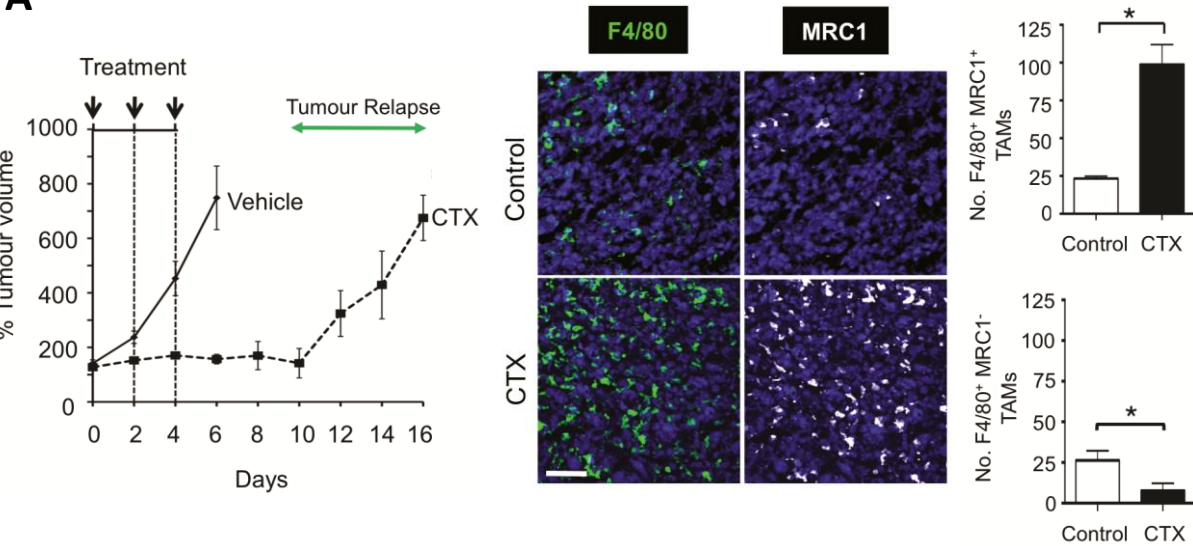 A
Treatment
Tumour Relapse
% Tumour volume
1000
800
600
400
200
0
Vehicle
CTX
0 2 4 6 8 10 12 14 16
Days
F4/80
MRC1
Control
CTX
No. F4/80+ MRC1+
TAMs
125
100
75
50
25
0
*
Control CTX
No. F4/80+ MRC1-
TAMs
125
100
75
50
25
0
*
Control CTX